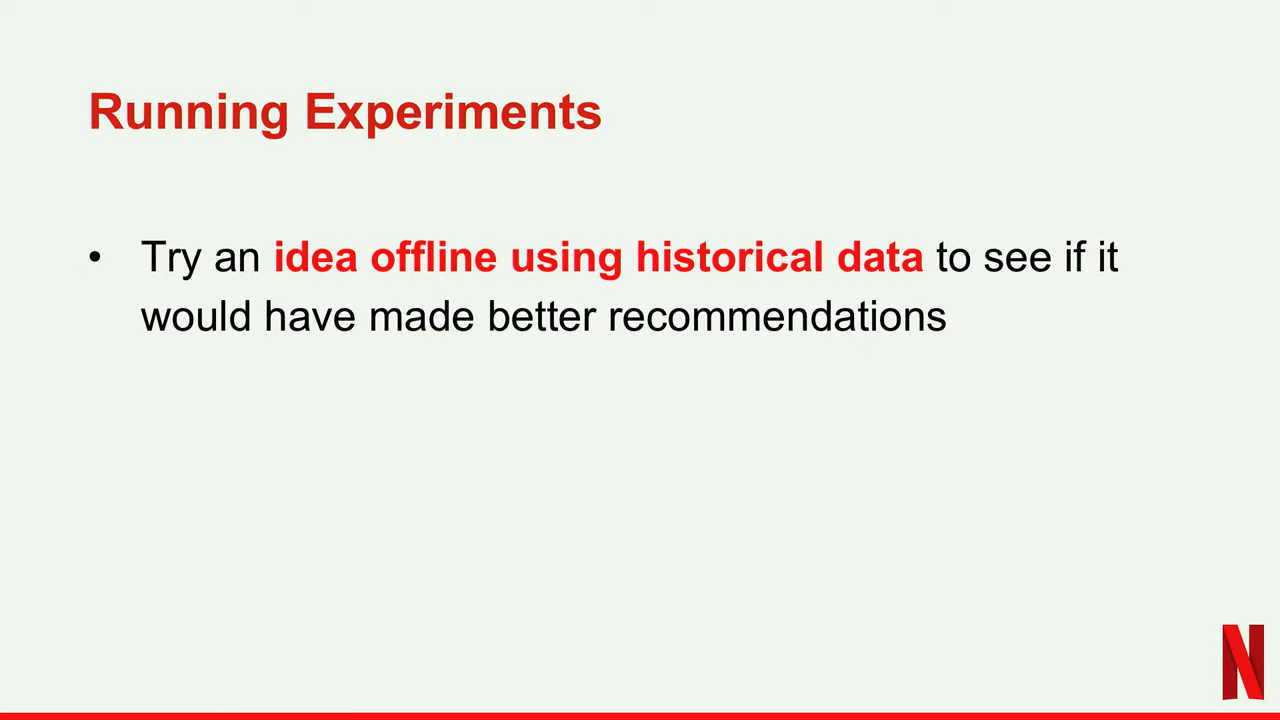 Running Experiments
• Try an idea offline using historical data to see if it
would have made better recommendations
N